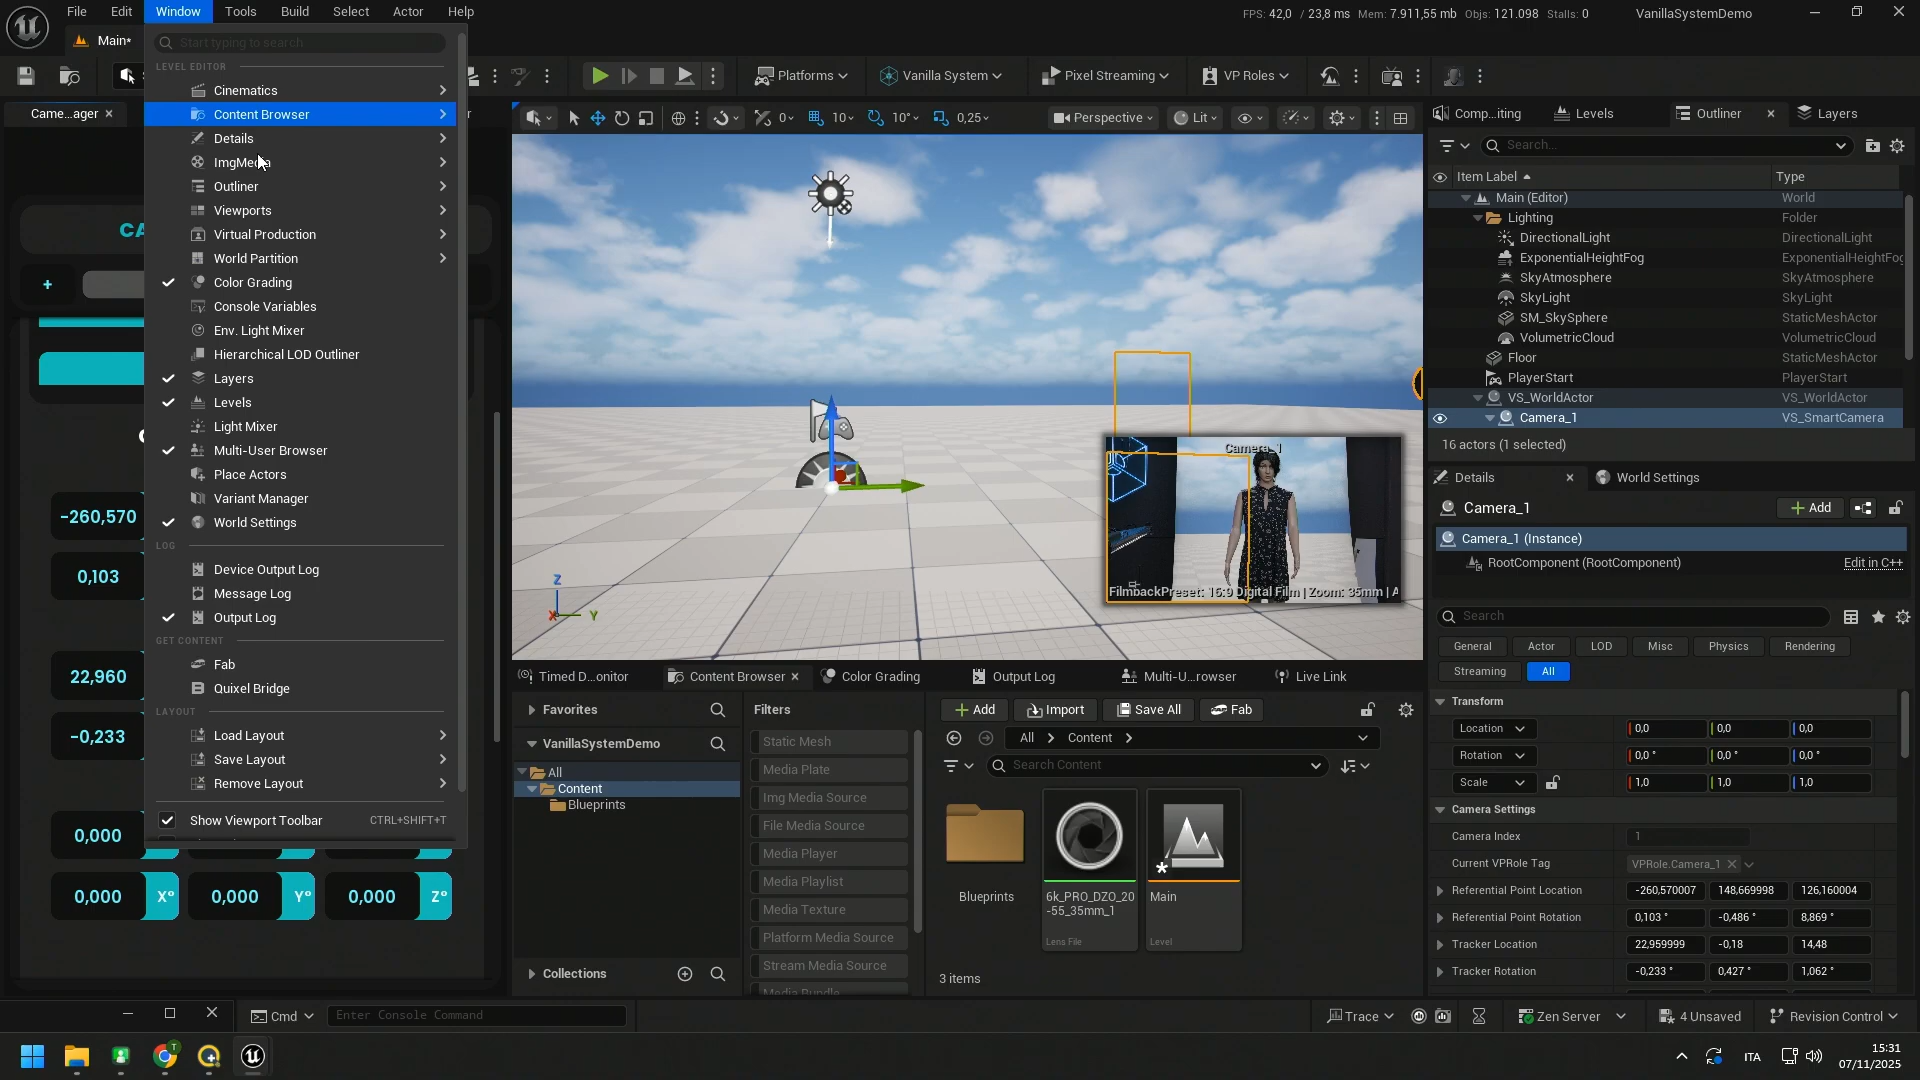 File Edit Window Tools Build Select Actor Help
FPS: 42,0 / 23,8 ms Mem: 7.911,55 mb Objs: 121.098 Stalls: 0
VanillaSystemDemo
Main*
Platforms
Vanilla System
Pixel Streaming
VP Roles
Came...ager
Start typing to search
LEVEL EDITOR
Cinematics
Content Browser
Details
ImgMedia
Outliner
Viewports
Virtual Production
World Partition
Color Grading
Console Variables
Env. Light Mixer
Hierarchical LOD Outliner
Layers
Levels
Light Mixer
Multi-User Browser
Place Actors
Variant Manager
World Settings
LOG
Device Output Log
Message Log
Output Log
GET CONTENT
Fab
Quixel Bridge
LAYOUT
Load Layout
Save Layout
Remove Layout
Show Viewport Toolbar CTRL+SHIFT+T
CA
+
-260,570
0,103
22,960
-0,233
0,000
0,000 X° 0,000 Y° 0,000 Z°
Perspective
Lit
0
10
10°
0,25
Camera_1
FilmbackPreset: 16:9 Digital Film | Zoom: 35mm | A
Z
X
Y
Timed D...onitor
Content Browser
Color Grading
Output Log
Multi-U...rowser
Live Link
Favorites
VanillaSystemDemo
All
Content
Blueprints
Collections
Filters
Static Mesh
Media Plate
Img Media Source
File Media Source
Media Player
Media Playlist
Media Texture
Platform Media Source
Stream Media Source
Media Bundle
Add
Import
Save All
Fab
All
Content
Search Content
Blueprints
6k_PRO_DZO_20
-55_35mm_1
Lens File
Main
Level
3 items
Comp...iting
Levels
Outliner
Layers
Search...
Item Label Type
Main (Editor) World
Lighting Folder
DirectionalLight DirectionalLight
ExponentialHeightFog ExponentialHeightFog
SkyAtmosphere SkyAtmosphere
SkyLight SkyLight
SM_SkySphere StaticMeshActor
VolumetricCloud VolumetricCloud
Floor StaticMeshActor
PlayerStart PlayerStart
VS_WorldActor VS_WorldActor
Camera_1 VS_SmartCamera
16 actors (1 selected)
Details
World Settings
Camera_1
Add
Camera_1 (Instance)
RootComponent (RootComponent) Edit in C++
Search
General Actor LOD Misc Physics Rendering
Streaming All
Transform
Location 0,0 0,0 0,0
Rotation 0,0 ° 0,0 ° 0,0 °
Scale 1,0 1,0 1,0
Camera Settings
Camera Index 1
Current VPRole Tag VPRole.Camera_1
Referential Point Location -260,570007 148,669998 126,160004
Referential Point Rotation 0,103 ° -0,486 ° 8,869 °
Tracker Location 22,959999 -0,18 14,48
Tracker Rotation -0,233 ° 0,427 ° 1,062 °
Cmd
Enter Console Command
Trace
Zen Server
4 Unsaved
Revision Control
T
ITA
15:31
07/11/2025